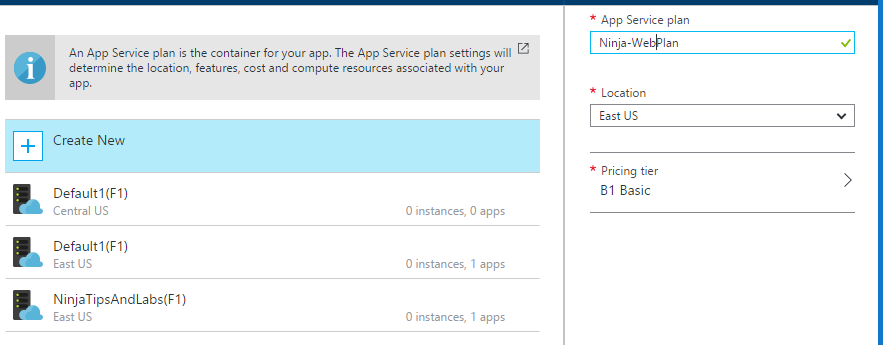 An App Service plan is the container for your app. The App Service plan settings will
determine the location, features, cost and compute resources associated with your
app.
Create New
Default1(F1)
Central US
0 instances, 0 apps
Default1(F1)
East US
0 instances, 1 apps
NinjaTipsAndLabs(F1)
East US
0 instances, 1 apps
* App Service plan
Ninja-WebPlan
* Location
East US
* Pricing tier
B1 Basic